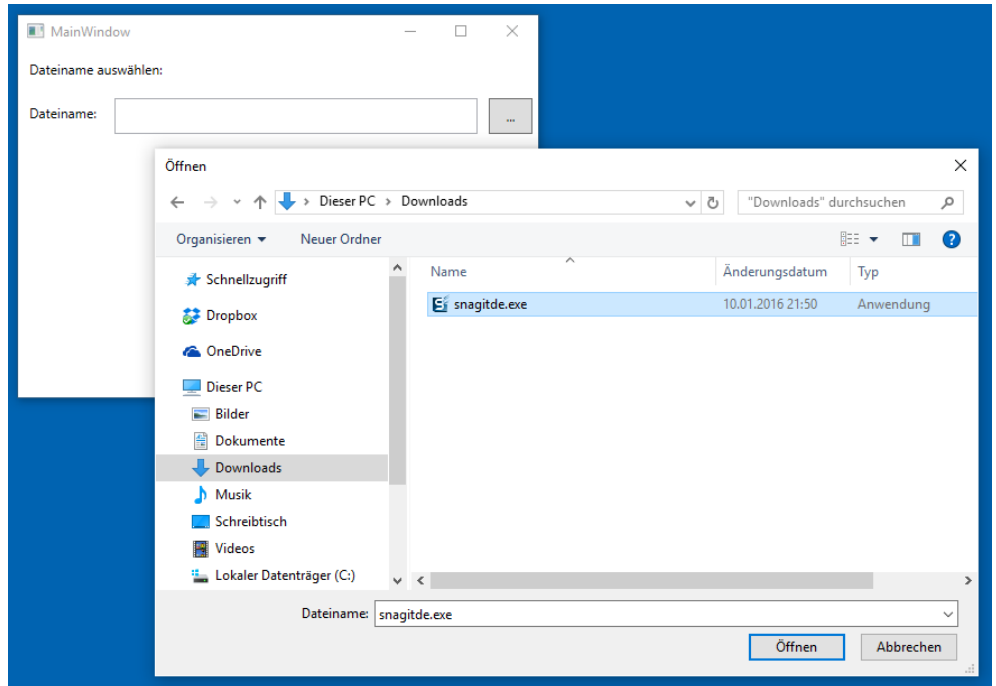 MainWindow
Dateiname auswählen:
Dateiname:
...
Öffnen
Dieser PC > Downloads
"Downloads" durchsuchen
Organisieren
Neuer Ordner
?
Name
Änderungsdatum
Typ
snagitde.exe
10.01.2016 21:50
Anwendung
Schnellzugriff
Dropbox
OneDrive
Dieser PC
Bilder
Dokumente
Downloads
Musik
Schreibtisch
Videos
Lokaler Datenträger (C:)
Dateiname: snagitde.exe
Öffnen
Abbrechen